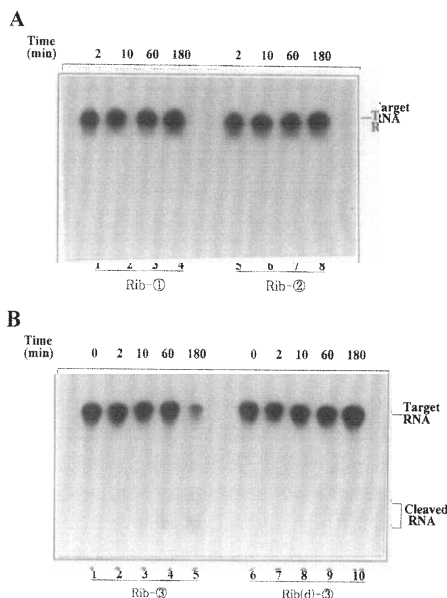 A
Time
(min)
2 10 60 180 2 10 60 180
Target
RNA
1 2 3 4 5 6 7 8
Rib-① Rib-②
B
Time
(min)
0 2 10 60 180 0 2 10 60 180
Target
RNA
Cleaved
RNA
1 2 3 4 5 6 7 8 9 10
Rib-③ Rib(d)-③